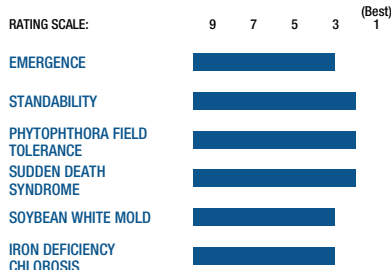 (Best)
RATING SCALE: 9 7 5 3 1
EMERGENCE
STANDABILITY
PHYTOPHTHORA FIELD
TOLERANCE
SUDDEN DEATH
SYNDROME
SOYBEAN WHITE MOLD
IRON DEFICIENCY
CHLOROSIS